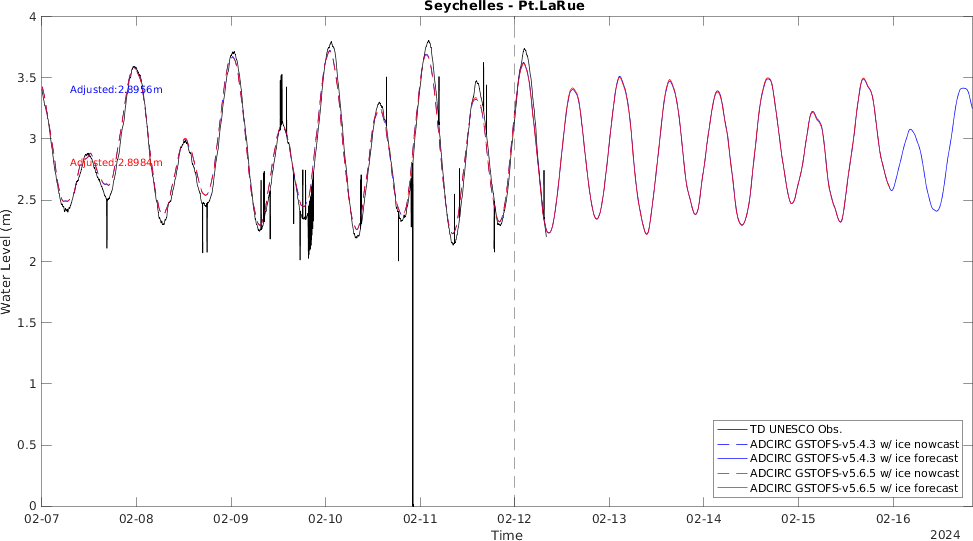 Seychelles - Pt.LaRue
4
3.5
3
2.5
2
1.5
1
0.5
0
Water Level (m)
Adjusted:2.8956m
Adjusted:2.8984m
TD UNESCO Obs.
ADCIRC GSTOFS-v5.4.3 w/ ice nowcast
ADCIRC GSTOFS-v5.4.3 w/ ice forecast
ADCIRC GSTOFS-v5.6.5 w/ ice nowcast
ADCIRC GSTOFS-v5.6.5 w/ ice forecast
02-07 02-08 02-09 02-10 02-11 02-12 02-13 02-14 02-15 02-16
Time
2024